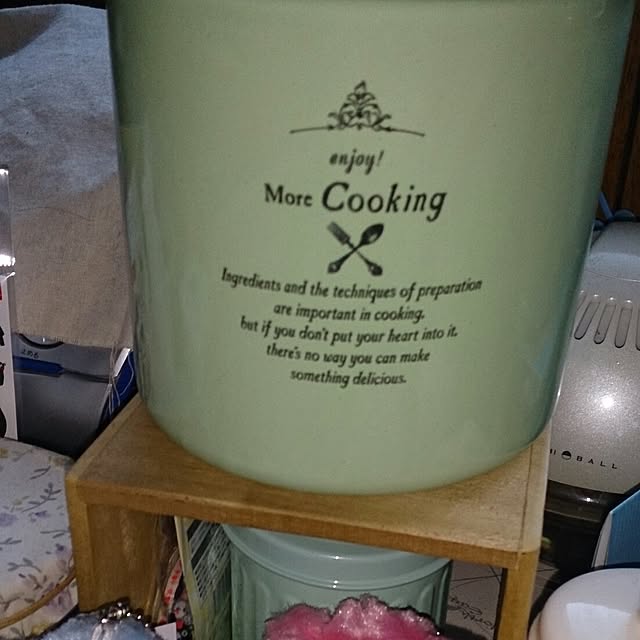 enjoy!
More Cooking
Ingredients and the techniques of preparation
are important in cooking.
but if you don't put your heart into it.
there's no way you can make
something delicious.
BALL